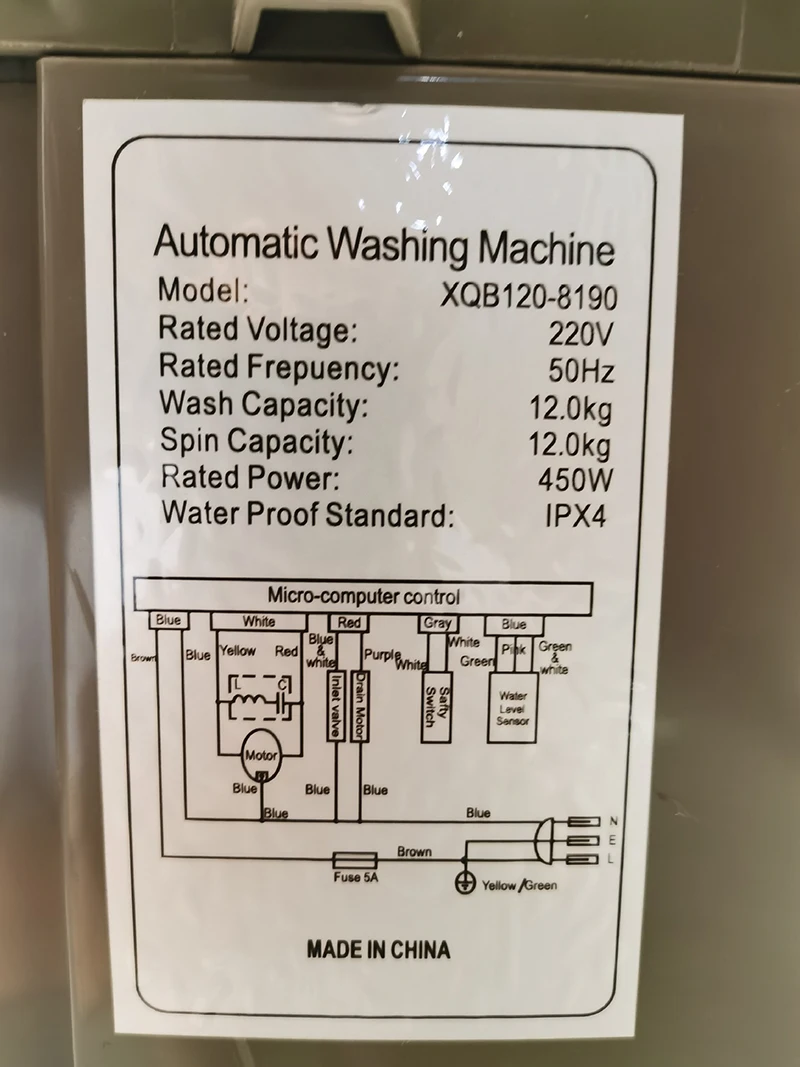 Automatic Washing Machine
Model: XQB120-8190
Rated Voltage: 220V
Rated Frepuency: 50Hz
Wash Capacity: 12.0kg
Spin Capacity: 12.0kg
Rated Power: 450W
Water Proof Standard: IPX4
Micro-computer control
Blue White Red Gray Blue
Brown Blue Yellow Red Blue & white Purple White White Green Pink Green & white
L C
Inlet valve
Drain Motor
Safty Switch
Water Level Sensor
Motor
Blue Blue Blue
Blue Blue N
E
Brown L
Fuse 5A Yellow /Green
MADE IN CHINA